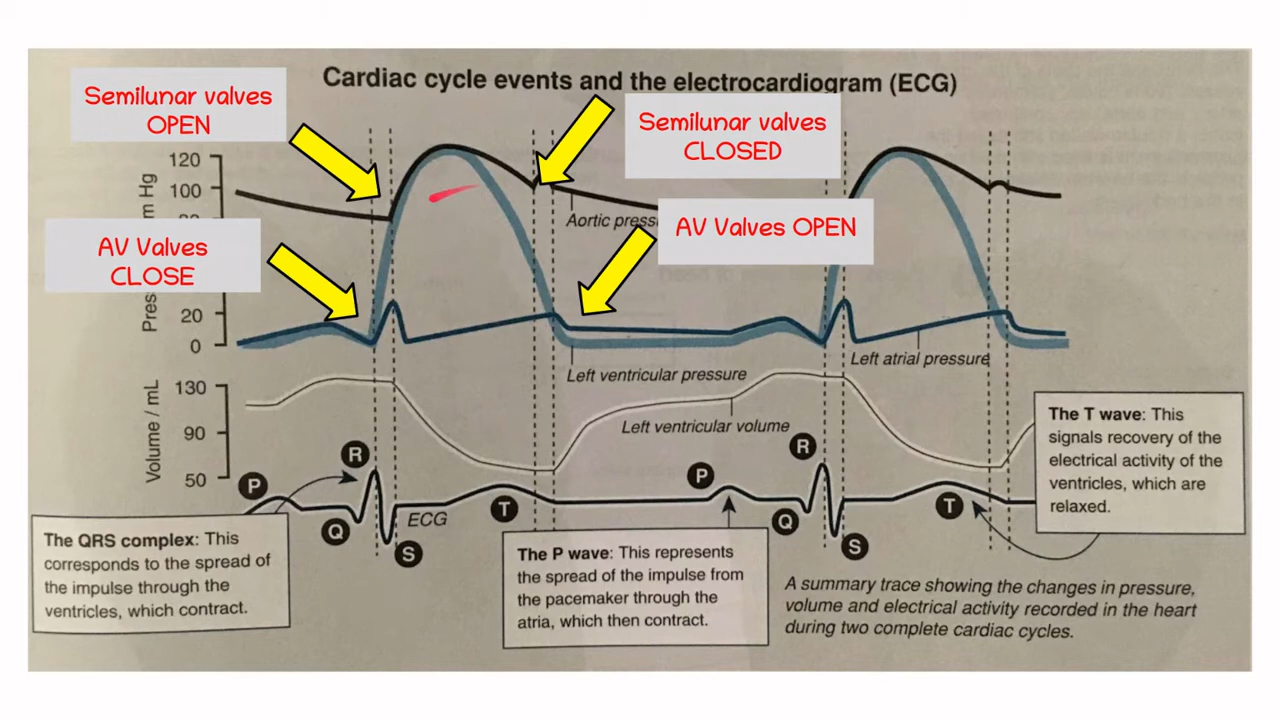 Cardiac cycle events and the electrocardiogram (ECG)
Semilunar valves
OPEN
Semilunar valves
CLOSED
AV Valves OPEN
AV Valves
CLOSE
120
100
20
0
m Hg
Aortic
Left ventricular pressure
Left atrial pressure
130
90
50
Volume / mL
Left ventricular volume
P
R
Q
S
T
ECG
P
R
Q
S
T
The QRS complex: This
corresponds to the spread of
the impulse through the
ventricles, which contract.
The P wave: This represents
the spread of the impulse from
the pacemaker through the
atria, which then contract.
The T wave: This
signals recovery of the
electrical activity of the
ventricles, which are
relaxed.
A summary trace showing the changes in pressure,
volume and electrical activity recorded in the heart
during two complete cardiac cycles.